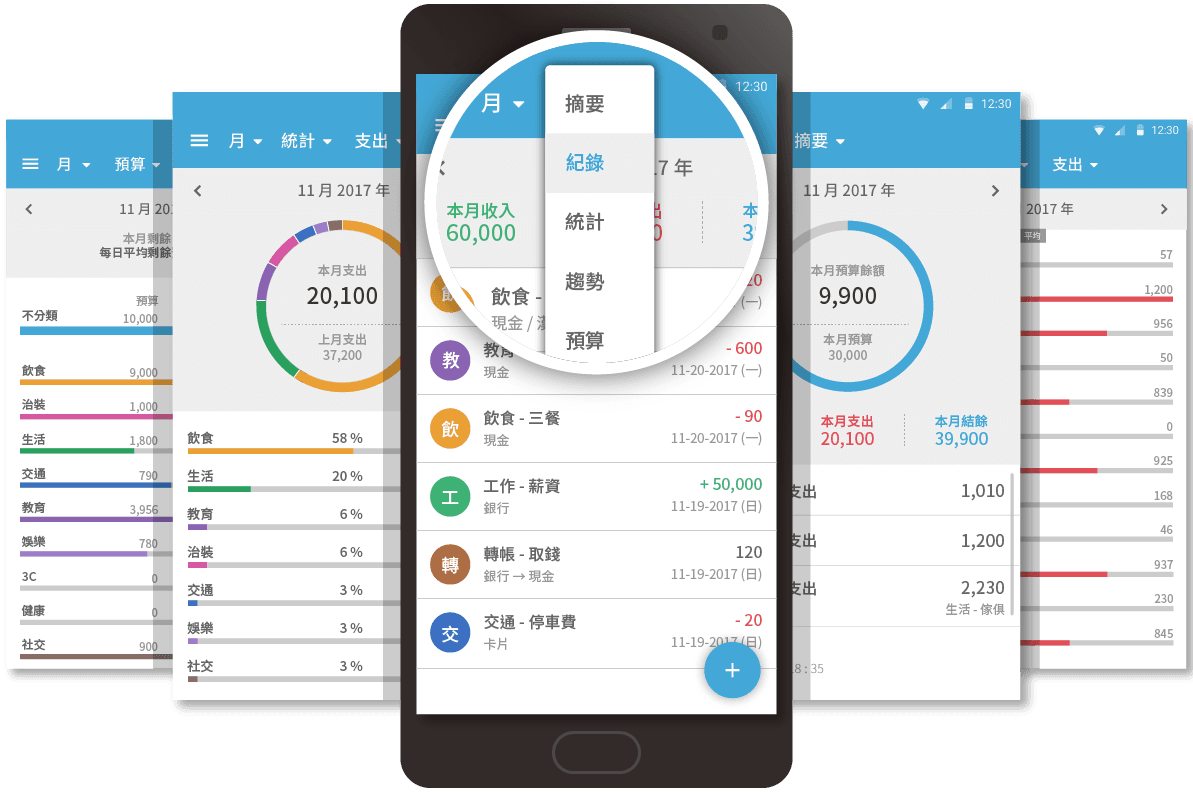 月
預算
11 月 20
本月剩餘
每日平均剩餘
預算
不分類
10,000
飲食
9,000
治裝
1,000
生活
1,800
交通
790
教育
3,956
娛樂
780
3C
0
健康
0
社交
900
月
統計
支出
11 月 2017 年
本月支出
20,100
上月支出
37,200
飲食 58 %
生活 20 %
教育 6 %
治裝 6 %
交通 3 %
娛樂 3 %
社交 3 %
12:30
月
摘要
紀錄
統計
趨勢
預算
.17 年
本月收入
60,000
出
0
本
3
飲食 -
20
現金 /
(一)
教
教育
- 600
現金
11-20-2017 (一)
飲
飲食 - 三餐
- 90
現金
11-20-2017 (一)
工
工作 - 薪資
+ 50,000
銀行
11-19-2017 (日)
轉
轉帳 - 取錢
120
銀行 → 現金
11-19-2017 (日)
交
交通 - 停車費
- 20
卡片
11-19-2017 (日)
+
12:30
摘要
11 月 2017 年
本月預算餘額
9,900
本月預算
30,000
本月支出
20,100
本月結餘
39,900
支出 1,010
支出 1,200
支出 2,230
生活 - 傢俱
8 : 35
12:30
支出
2017 年
平均
57
1,200
956
50
839
0
925
168
46
937
230
845